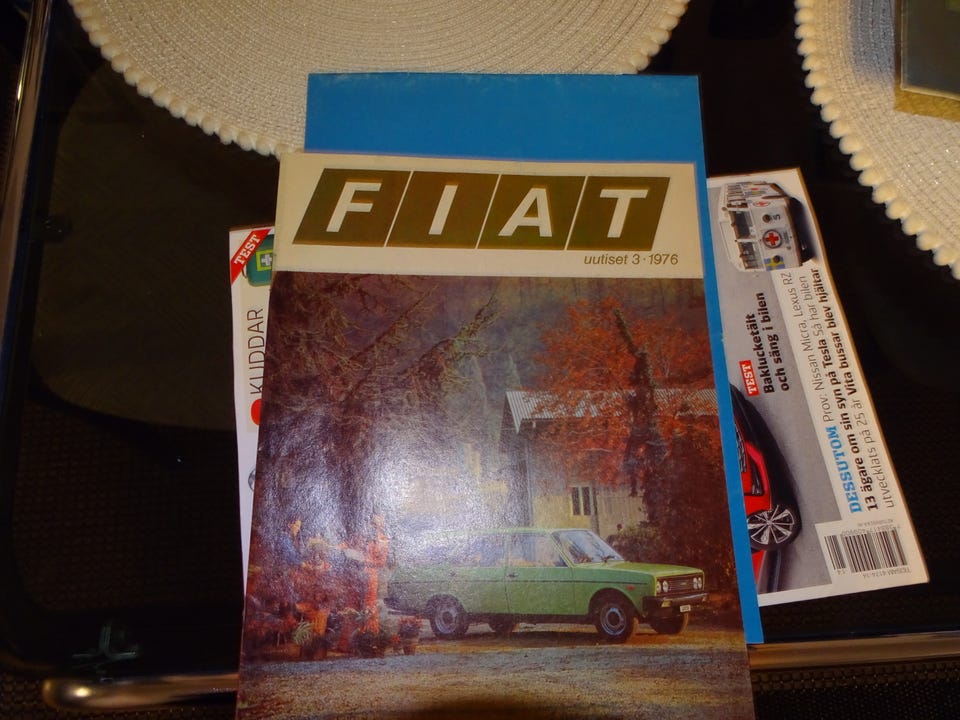 FIAT
uutiset 3·1976
TEST
KUDDAR
TEST
Baklucketält
och säng i bilen
DESSUTOM Prov: Nissan Micra, Lexus RZ
13 ägare om sin syn på Tesla Så har bilen
utvecklats på 25 år Vita bussar blev hjältar